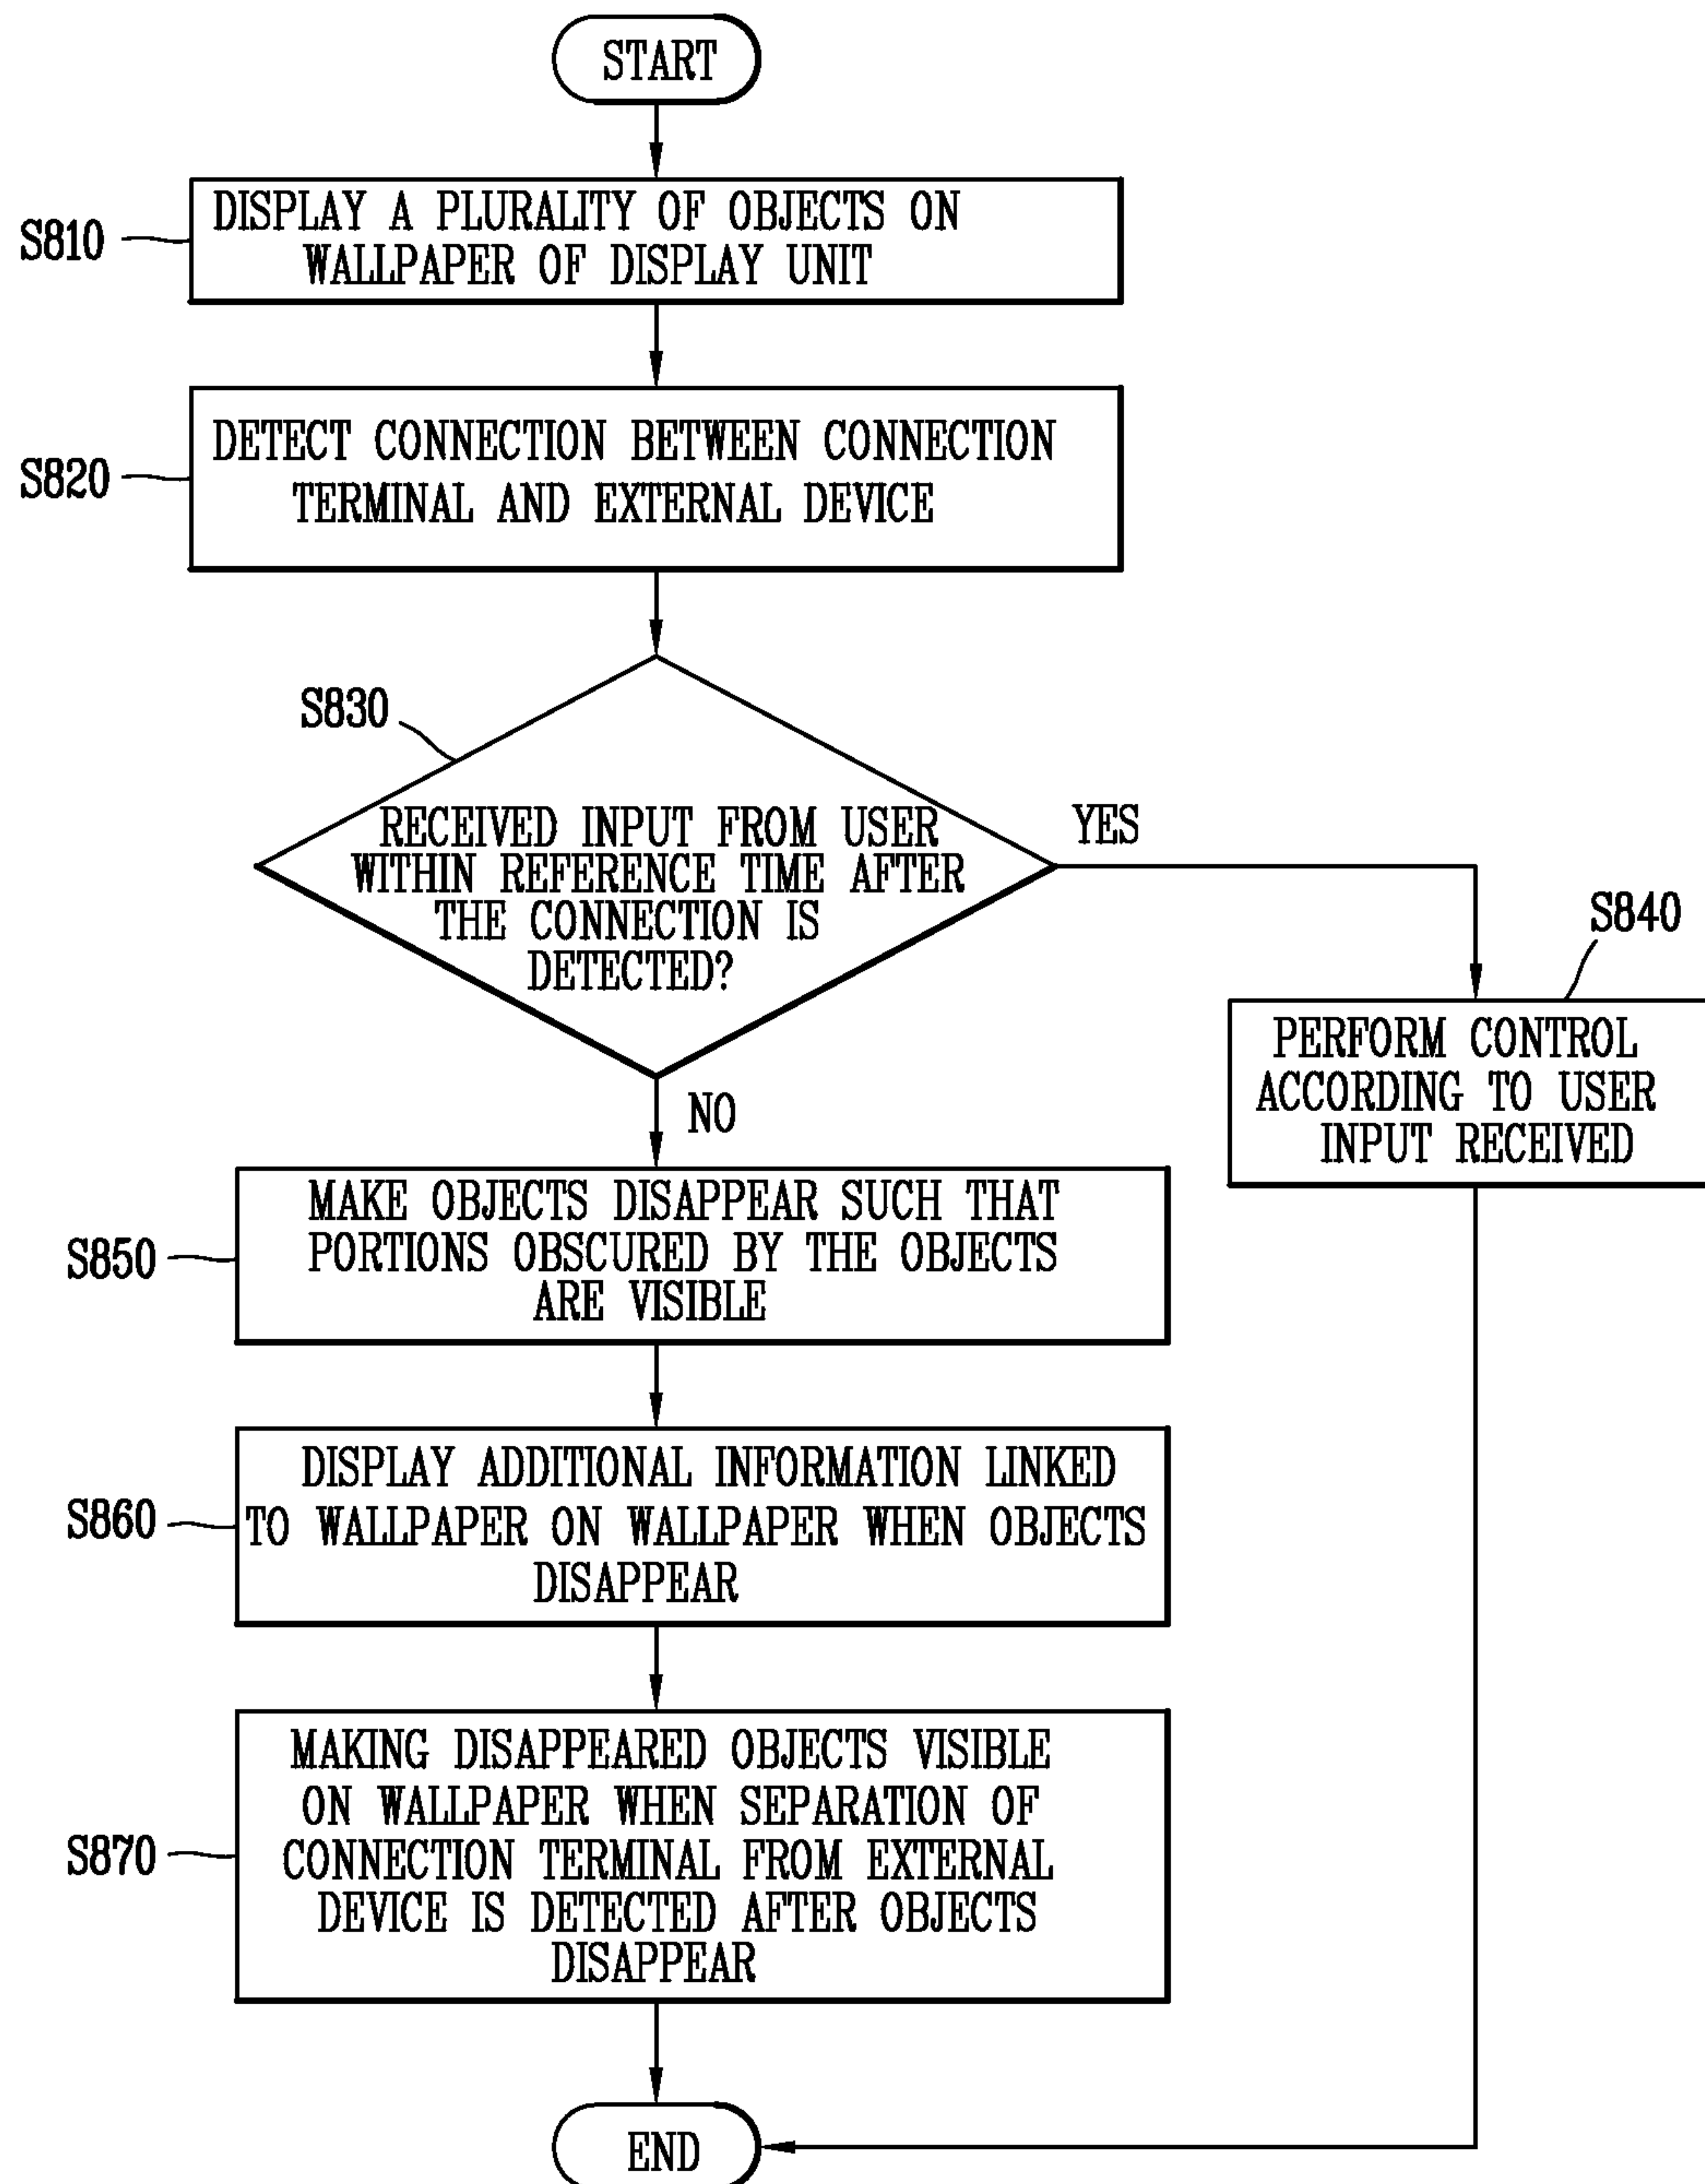 START
S810
DISPLAY A PLURALITY OF OBJECTS ON
WALLPAPER OF DISPLAY UNIT
S820
DETECT CONNECTION BETWEEN CONNECTION
TERMINAL AND EXTERNAL DEVICE
S830
RECEIVED INPUT FROM USER
WITHIN REFERENCE TIME AFTER
THE CONNECTION IS
DETECTED?
YES
S840
PERFORM CONTROL
ACCORDING TO USER
INPUT RECEIVED
NO
S850
MAKE OBJECTS DISAPPEAR SUCH THAT
PORTIONS OBSCURED BY THE OBJECTS
ARE VISIBLE
S860
DISPLAY ADDITIONAL INFORMATION LINKED
TO WALLPAPER ON WALLPAPER WHEN OBJECTS
DISAPPEAR
S870
MAKING DISAPPEARED OBJECTS VISIBLE
ON WALLPAPER WHEN SEPARATION OF
CONNECTION TERMINAL FROM EXTERNAL
DEVICE IS DETECTED AFTER OBJECTS
DISAPPEAR
END